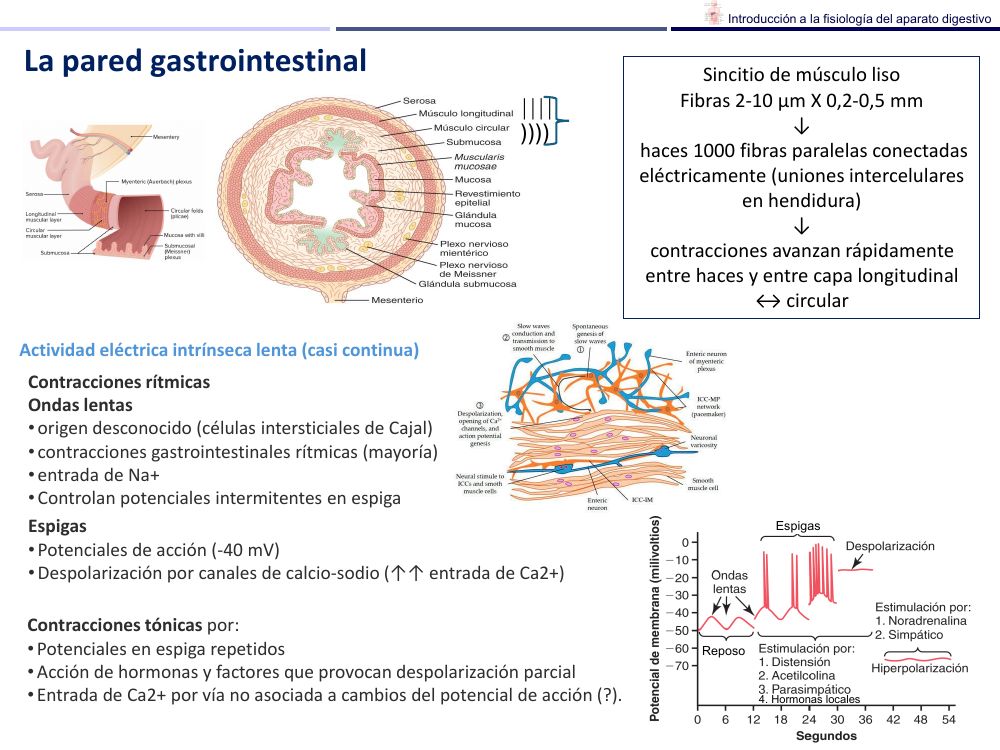 Introducción a la fisiología del aparato digestivo
La pared gastrointestinal
Mesentery
Myenteric (Auerbach) plexus
Serosa
Longitudinal
muscular layer
Circular
muscular layer
Submucosa
Circular folds
(plicae)
Mucosa with villi
Submucosal
(Meissner)
plexus
Serosa
Músculo longitudinal
Músculo circular
Submucosa
Muscularis
mucosae
Mucosa
Revestimiento
epitelial
Glándula
mucosa
Plexo nervioso
mientérico
Plexo nervioso
de Meissner
Glándula submucosa
Mesenterio
Sincitio de músculo liso
Fibras 2-10 μm X 0,2-0,5 mm
↓
haces 1000 fibras paralelas conectadas
eléctricamente (uniones intercelulares
en hendidura)
↓
contracciones avanzan rápidamente
entre haces y entre capa longitudinal
↔ circular
Actividad eléctrica intrínseca lenta (casi continua)
Contracciones rítmicas
Ondas lentas
• origen desconocido (células intersticiales de Cajal)
• contracciones gastrointestinales rítmicas (mayoría)
• entrada de Na+
• Controlan potenciales intermitentes en espiga
Espigas
• Potenciales de acción (-40 mV)
• Despolarización por canales de calcio-sodio (↑↑ entrada de Ca2+)
Contracciones tónicas por:
• Potenciales en espiga repetidos
• Acción de hormonas y factores que provocan despolarización parcial
• Entrada de Ca2+ por vía no asociada a cambios del potencial de acción (?).
Slow waves
② conduction and
transmission to
smooth muscle
Spontaneous
genesis of
slow waves
①
Enteric neuron
of myenteric
plexus
ICC-MP
network
(pacemaker)
③
Depolarization,
opening of Ca²⁺
channels, and
action potential
genesis
Neuronal
varicosity
Neural stimule to
ICCs and smoth
muscle cells
Enteric
neuron
ICC-IM
Smooth
muscle cell
Potencial de membrana (milivoltios)
0
−10
−20
−30
−40
−50
−60
−70
Espigas
Despolarización
Ondas
lentas
Estimulación por:
1. Noradrenalina
2. Simpático
Reposo
Estimulación por:
1. Distensión
2. Acetilcolina
3. Parasimpático
4. Hormonas locales
Hiperpolarización
0 6 12 18 24 30 36 42 48 54
Segundos